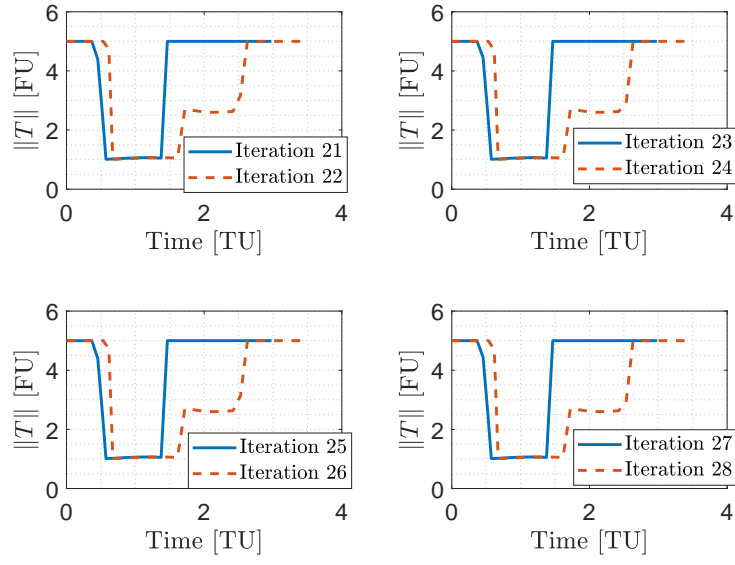 6
4
2
0
‖T‖ [FU]
Iteration 21
Iteration 22
0 2 4
Time [TU]
6
4
2
0
‖T‖ [FU]
Iteration 23
Iteration 24
0 2 4
Time [TU]
6
4
2
0
‖T‖ [FU]
Iteration 25
Iteration 26
0 2 4
Time [TU]
6
4
2
0
‖T‖ [FU]
Iteration 27
Iteration 28
0 2 4
Time [TU]